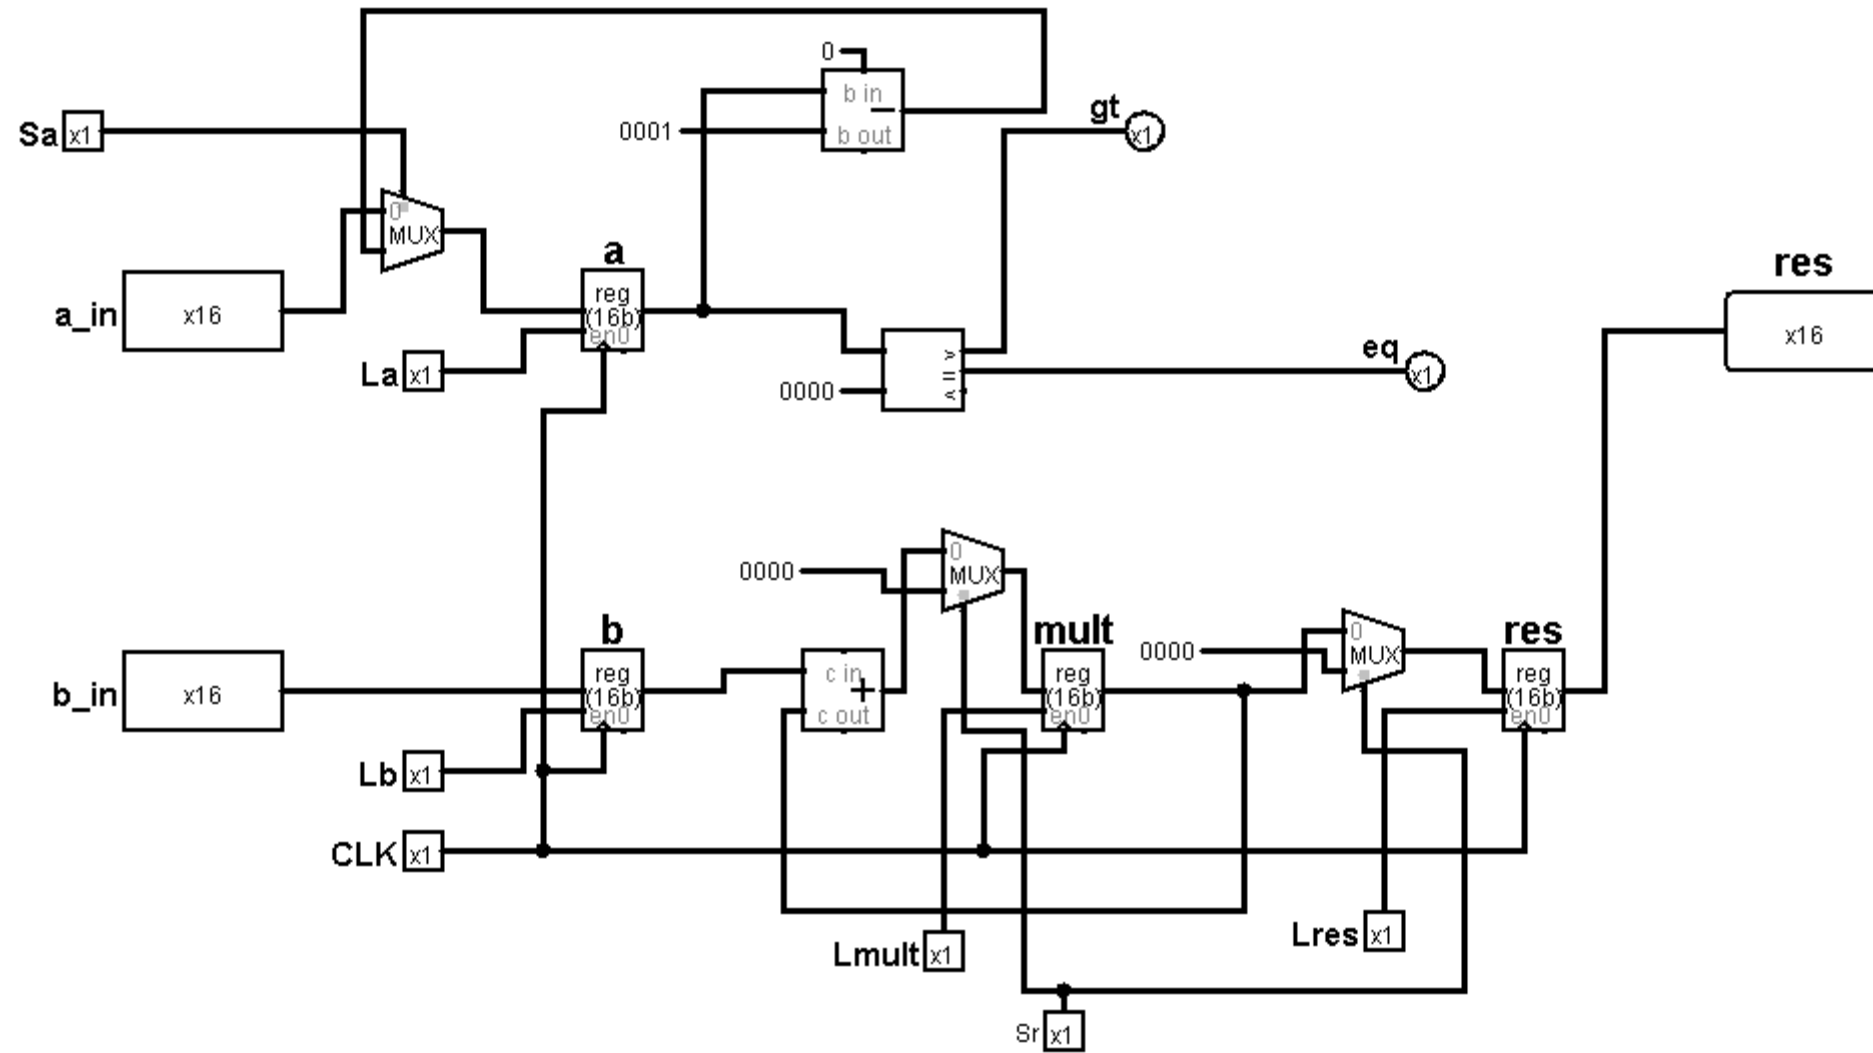 0
b in
−
b out
0001
gt
x1
Sa
x1
0
MUX
a
reg
(16b)
en0
a_in
x16
La
x1
>
=
<
0000
eq
x1
res
x16
0
MUX
0000
b
reg
(16b)
en0
b_in
x16
Lb
x1
c in
+
c out
mult
reg
(16b)
en0
0000
0
MUX
res
reg
(16b)
en0
CLK
x1
Lmult
x1
Lres
x1
Sr
x1